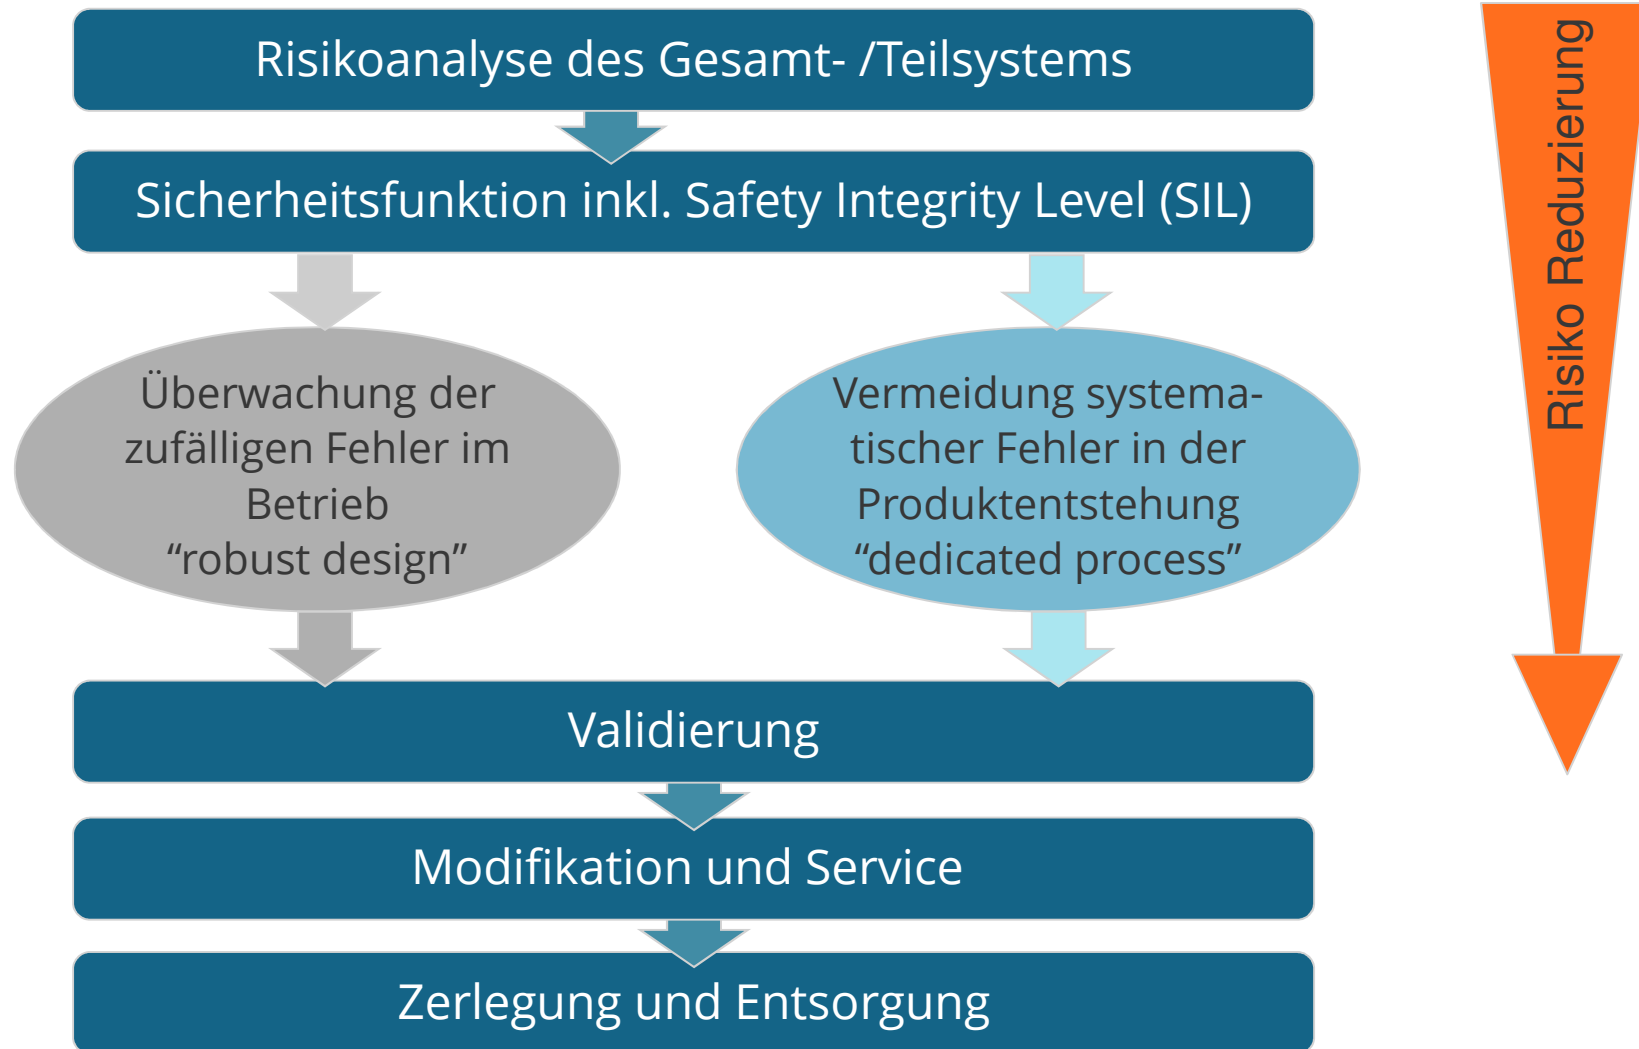 Risikoanalyse des Gesamt- /Teilsystems
Sicherheitsfunktion inkl. Safety Integrity Level (SIL)
Überwachung der
zufälligen Fehler im
Betrieb
“robust design”
Vermeidung systema-
tischer Fehler in der
Produktentstehung
“dedicated process”
Validierung
Modifikation und Service
Zerlegung und Entsorgung
Risiko Reduzierung